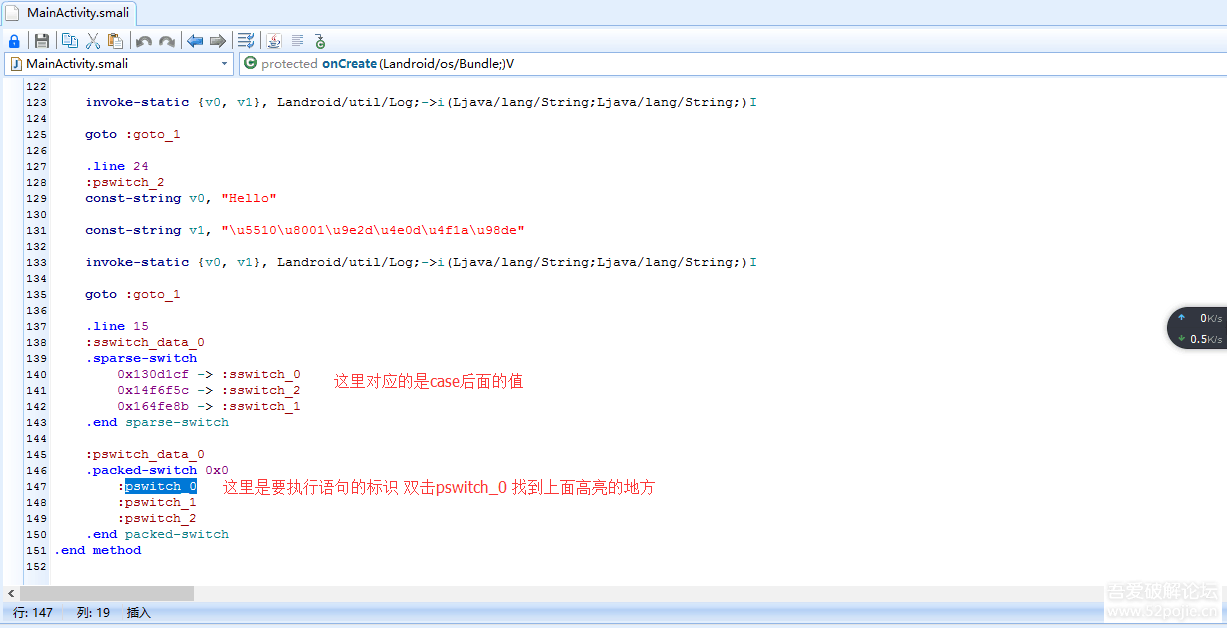 MainActivity.smali
MainActivity.smali protected onCreate(Landroid/os/Bundle;)V
122
123 invoke-static {v0, v1}, Landroid/util/Log;->i(Ljava/lang/String;Ljava/lang/String;)I
124
125 goto :goto_1
126
127 .line 24
128 :pswitch_2
129 const-string v0, "Hello"
130
131 const-string v1, "\u5510\u8001\u9e2d\u4e0d\u4f1a\u98de"
132
133 invoke-static {v0, v1}, Landroid/util/Log;->i(Ljava/lang/String;Ljava/lang/String;)I
134
135 goto :goto_1
136
137 .line 15
138 :sswitch_data_0
139 .sparse-switch
140 0x130d1cf -> :sswitch_0 这里对应的是case后面的值
141 0x14f6f5c -> :sswitch_2
142 0x164fe8b -> :sswitch_1
143 .end sparse-switch
144
145 :pswitch_data_0
146 .packed-switch 0x0
147 :pswitch_0 这里是要执行语句的标识 双击pswitch_0 找到上面高亮的地方
148 :pswitch_1
149 :pswitch_2
150 .end packed-switch
151 .end method
152
0K/s
0.5K/s
行: 147 列: 19 插入
吾爱破解论坛
www.52pojie.cn